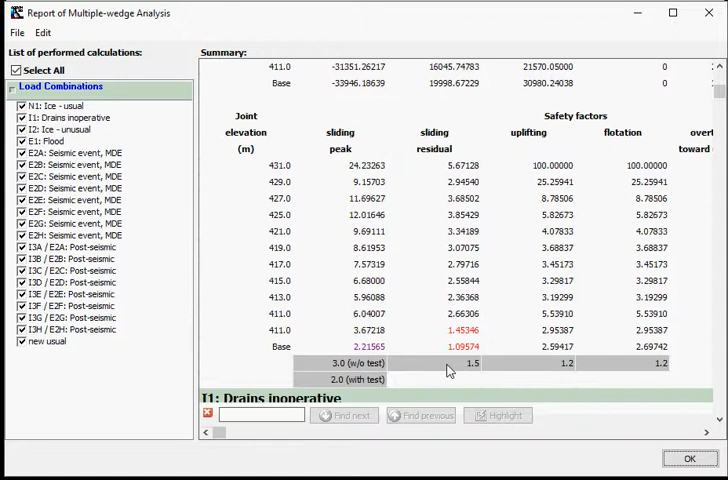 Report of Multiple-wedge Analysis
File Edit
List of performed calculations:
Select All
Load Combinations
N1: Ice - usual
I1: Drains inoperative
I2: Ice - unusual
E1: Flood
E2A: Seismic event, MDE
E2B: Seismic event, MDE
E2C: Seismic event, MDE
E2D: Seismic event, MDE
E2E: Seismic event, MDE
E2F: Seismic event, MDE
E2G: Seismic event, MDE
E2H: Seismic event, MDE
I3A / E2A: Post-seismic
I3B / E2B: Post-seismic
I3C / E2C: Post-seismic
I3D / E2D: Post-seismic
I3E / E2E: Post-seismic
I3F / E2F: Post-seismic
I3G / E2G: Post-seismic
I3H / E2H: Post-seismic
new usual
Summary:
411.0 -31351.26217 16045.74783 21570.05000 0
Base -33946.18639 19998.67229 30980.24038 0
Joint Safety factors
elevation sliding sliding uplifting flotation overt
(m) peak residual toward
431.0 24.23263 5.67128 100.00000 100.00000
429.0 9.15703 2.94540 25.25941 25.25941
427.0 11.69627 3.68502 8.78506 8.78506
425.0 12.01646 3.85429 5.82673 5.82673
421.0 9.69111 3.34189 4.07833 4.07833
419.0 8.61953 3.07075 3.68837 3.68837
417.0 7.57319 2.79716 3.45173 3.45173
415.0 6.68000 2.55844 3.29817 3.29817
413.0 5.96088 2.36368 3.19299 3.19299
411.0 6.04007 2.66306 5.53910 5.53910
411.0 3.67218 1.45346 2.95387 2.95387
Base 2.21565 1.09574 2.59417 2.69742
3.0 (w/o test) 1.5 1.2 1.2
2.0 (with test)
I1: Drains inoperative
Find next Find previous Highlight
OK